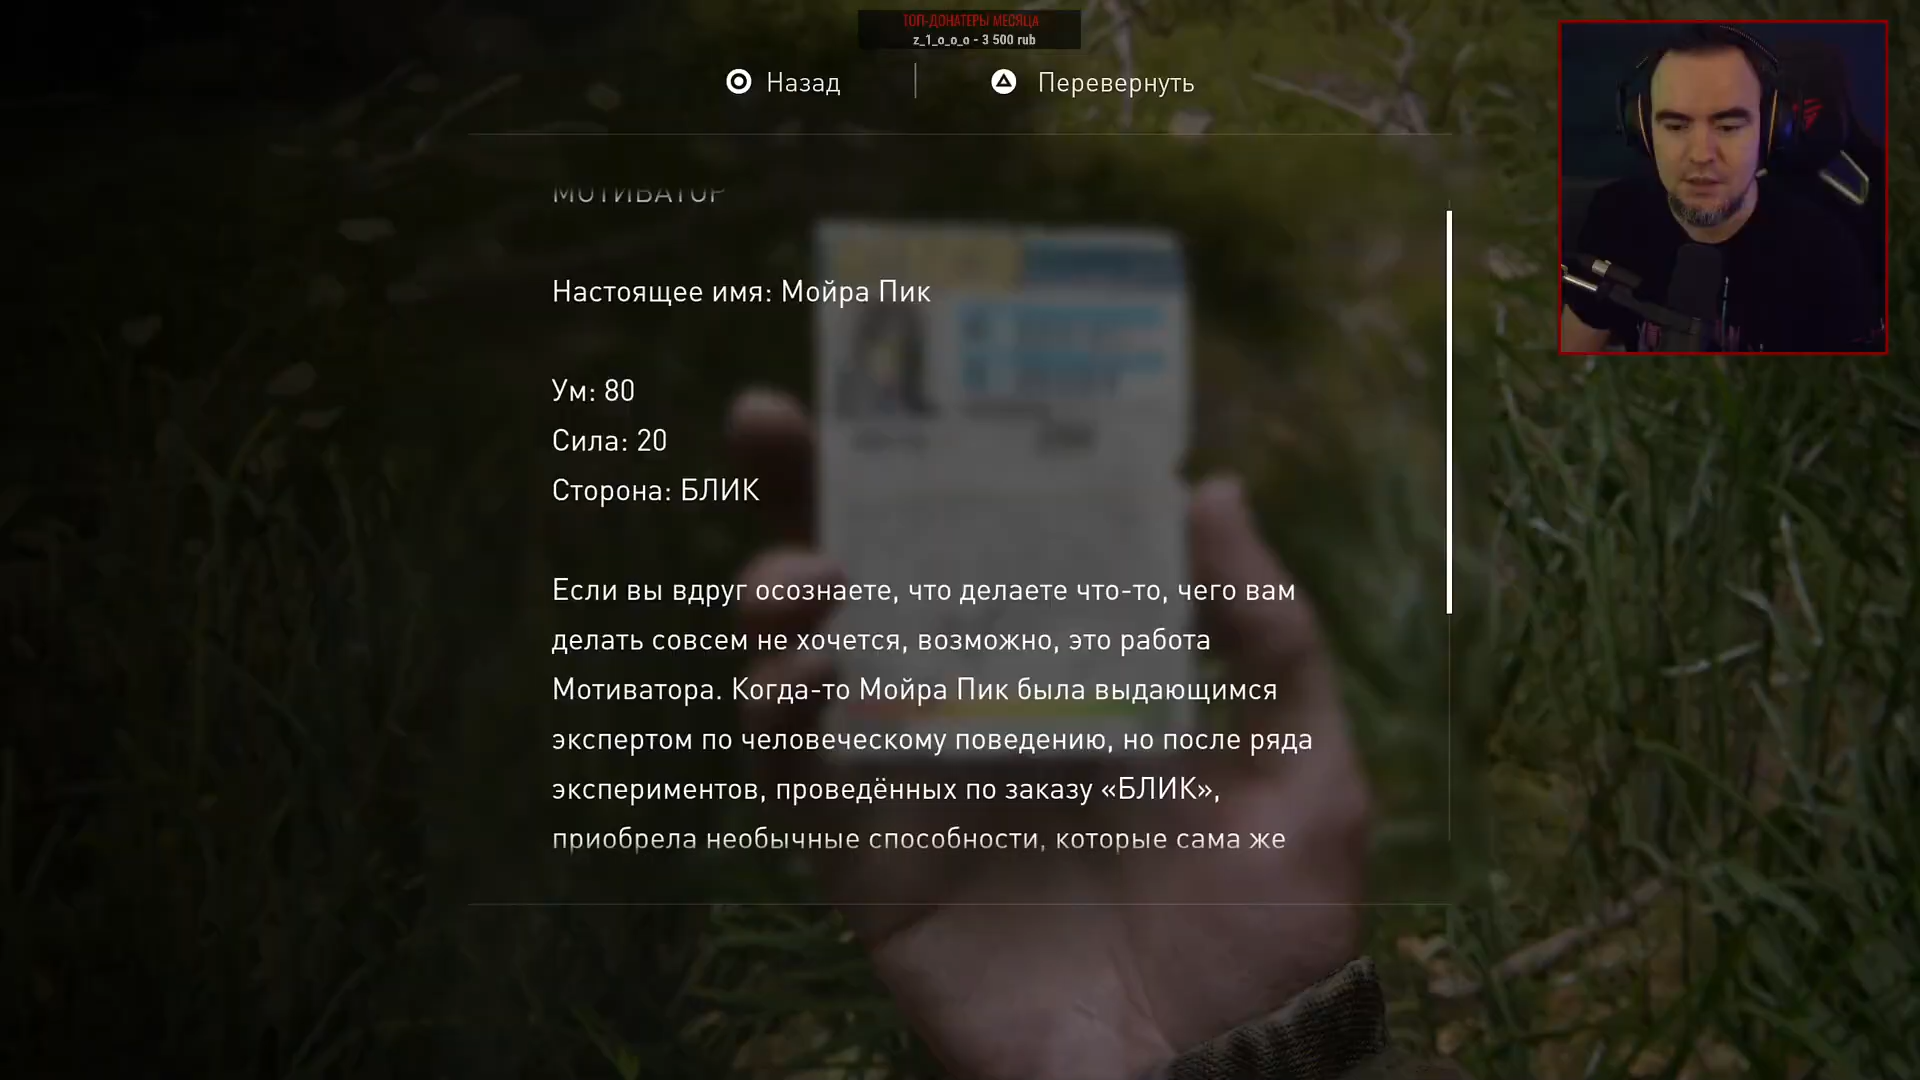 ТОП-ДОНАТЕРЫ МЕСЯЦА
z_1_o_o_o - 3 500 rub
Назад
Перевернуть
МОТИВАТОР
Настоящее имя: Мойра Пик
Ум: 80
Сила: 20
Сторона: БЛИК
Если вы вдруг осознаете, что делаете что-то, чего вам
делать совсем не хочется, возможно, это работа
Мотиватора. Когда-то Мойра Пик была выдающимся
экспертом по человеческому поведению, но после ряда
экспериментов, проведённых по заказу «БЛИК»,
приобрела необычные способности, которые сама же